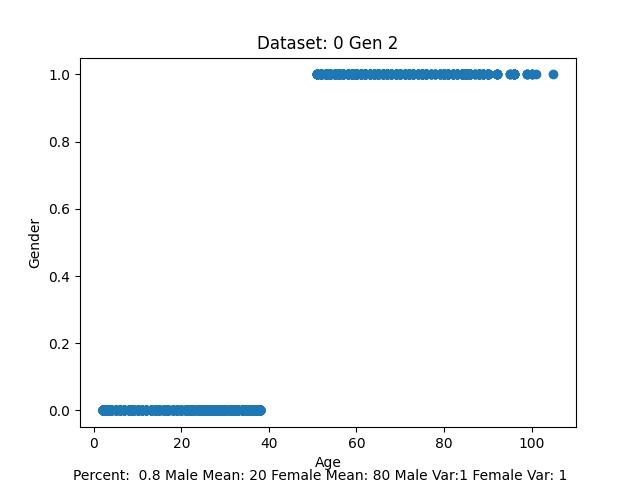 Dataset: 0 Gen 2
1.0
0.8
0.6
0.4
0.2
0.0
Gender
0 20 40 60 80 100
Age
Percent:  0.8 Male Mean: 20 Female Mean: 80 Male Var:1 Female Var: 1